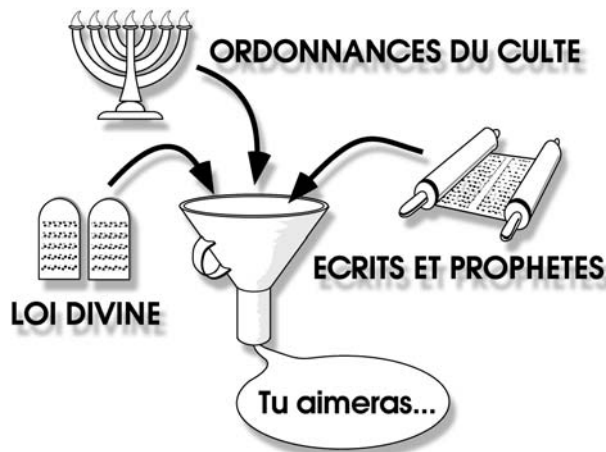 ORDONNANCES DU CULTE
LOI DIVINE
ECRITS ET PROPHETES
Tu aimeras...